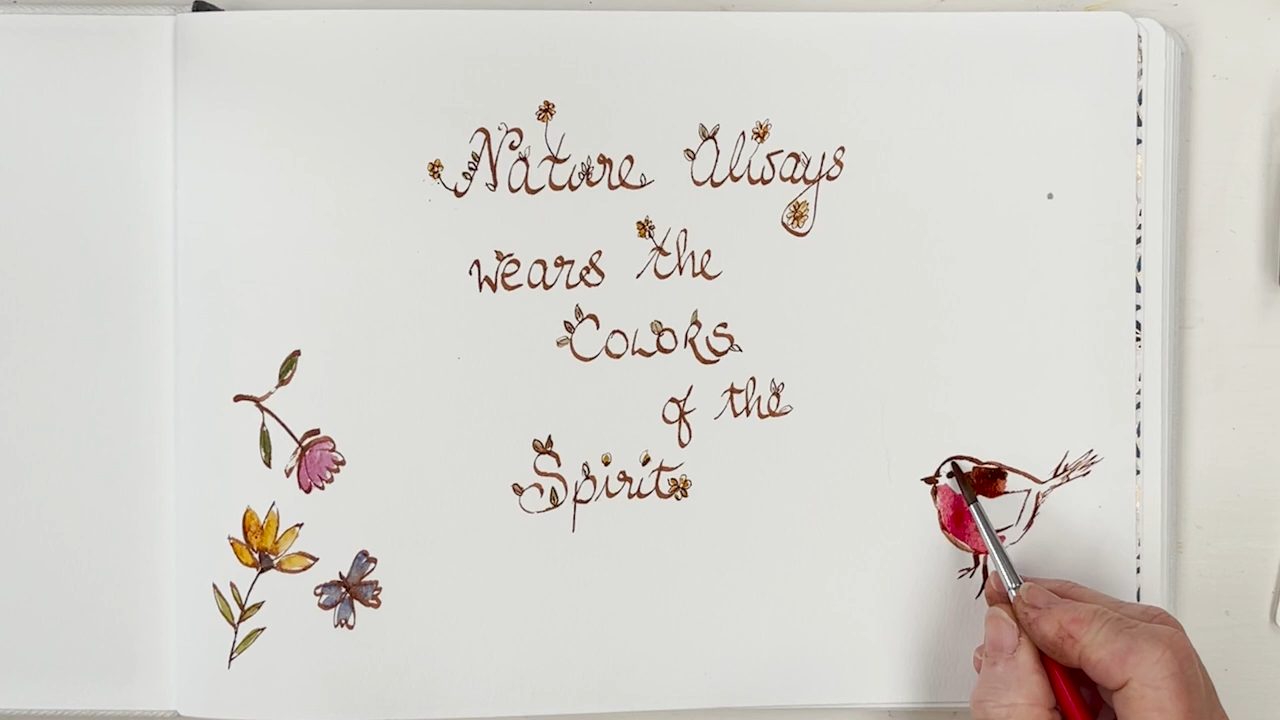 Nature Always
wears the
Colors
of the
Spirit